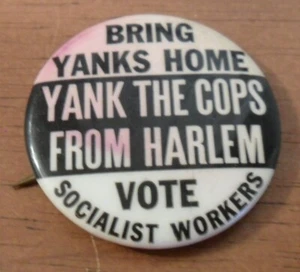 BRING
YANKS HOME
YANK THE COPS
FROM HARLEM
VOTE
SOCIALIST WORKERS